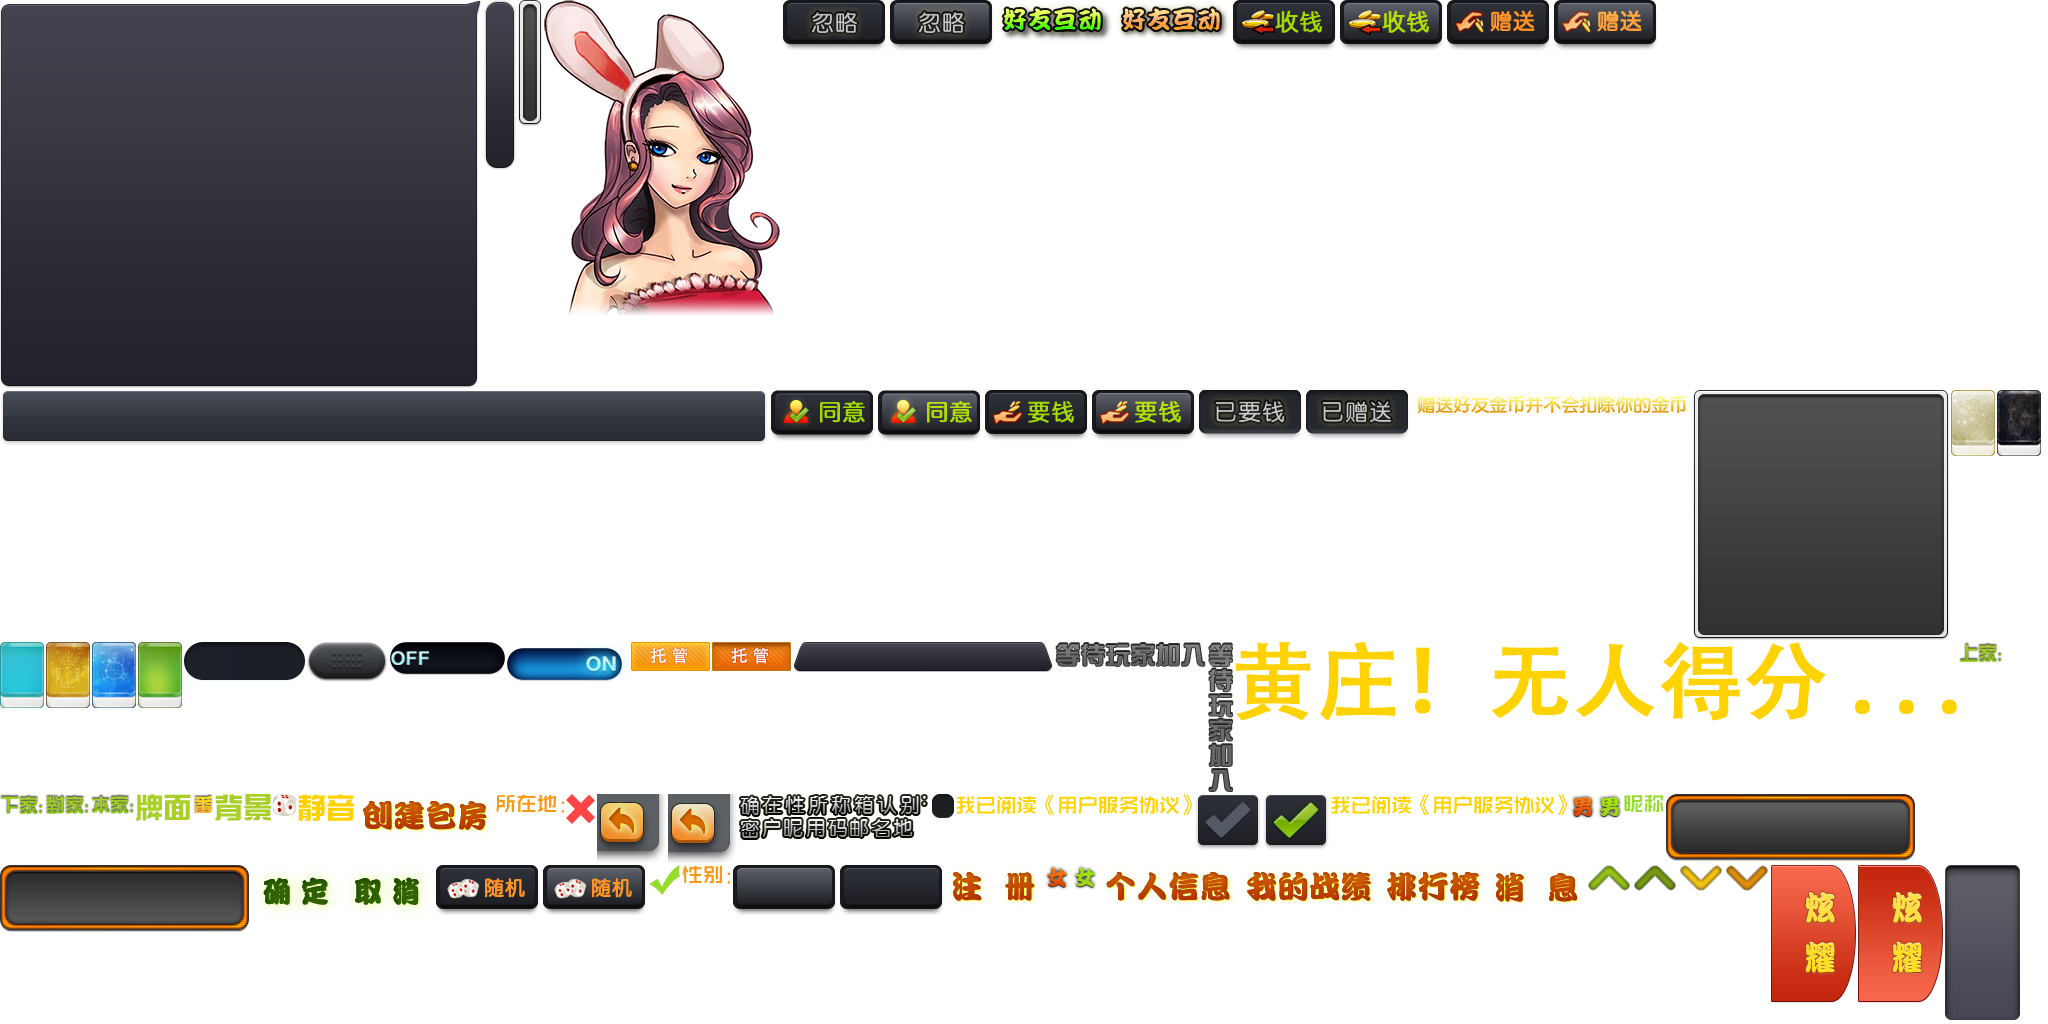 忽略
忽略
好友互动
好友互动
收钱
收钱
赠送
赠送
同意
同意
要钱
要钱
已要钱
已赠送
赠送好友金币并不会扣除你的金币
OFF
ON
托管
托管
等待玩家加入
等待玩家加入
黄庄！无人得分...
上家:
下家:
对家:
本家:
牌面
番
背景
静音
创建包房
所在地:
确在性所称箱认别:
密户昵用码邮名地
我已阅读《用户服务协议》
我已阅读《用户服务协议》
男
男
昵称
确定
取消
随机
随机
性别:
注册
女
女
个人信息
我的战绩
排行榜
消息
炫耀
炫耀